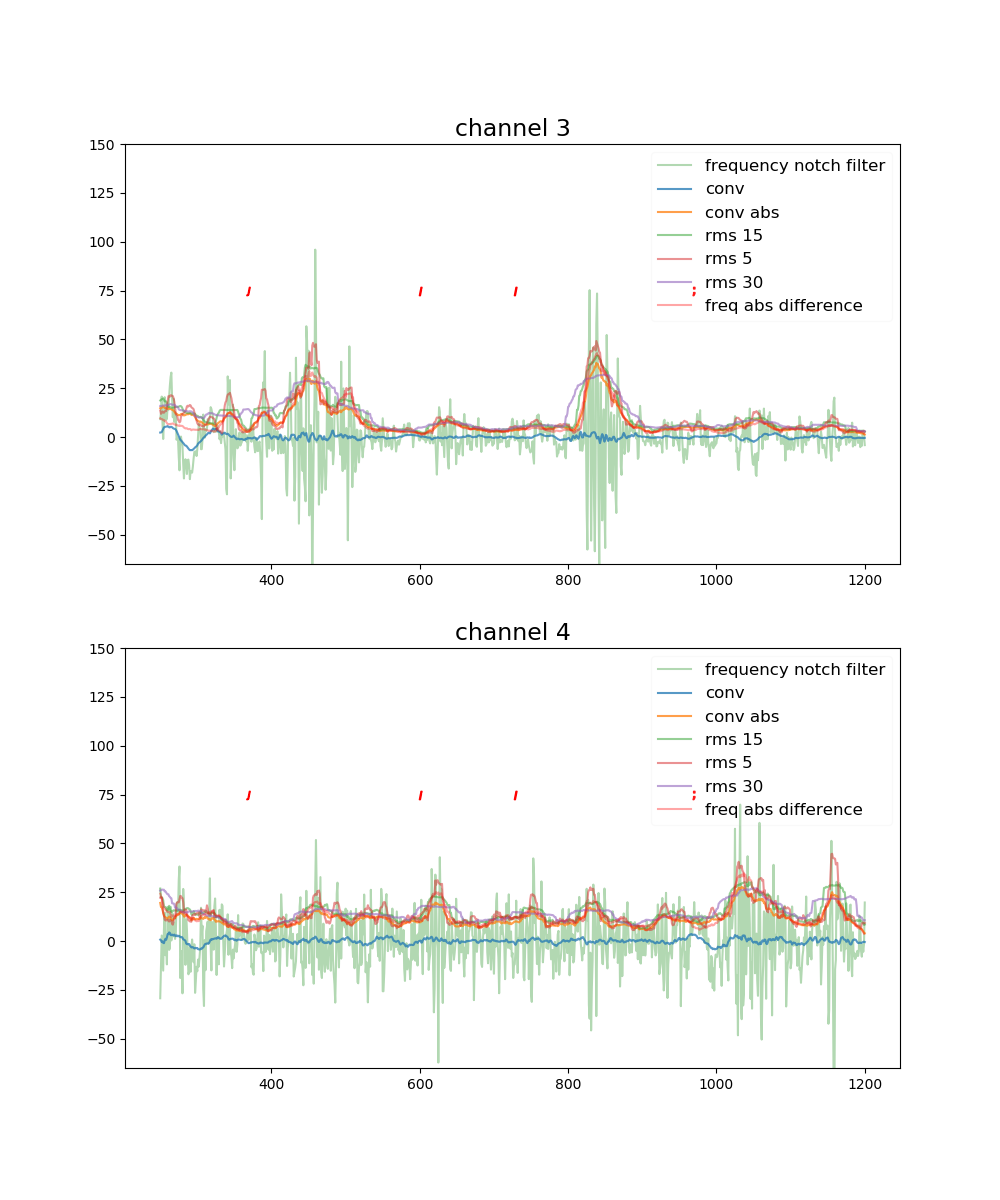 channel 3
150
125
100
75
50
25
0
−25
−50
frequency notch filter
conv
conv abs
rms 15
rms 5
rms 30
freq abs difference
400
600
800
1000
1200
channel 4
150
125
100
75
50
25
0
−25
−50
frequency notch filter
conv
conv abs
rms 15
rms 5
rms 30
freq abs difference
400
600
800
1000
1200